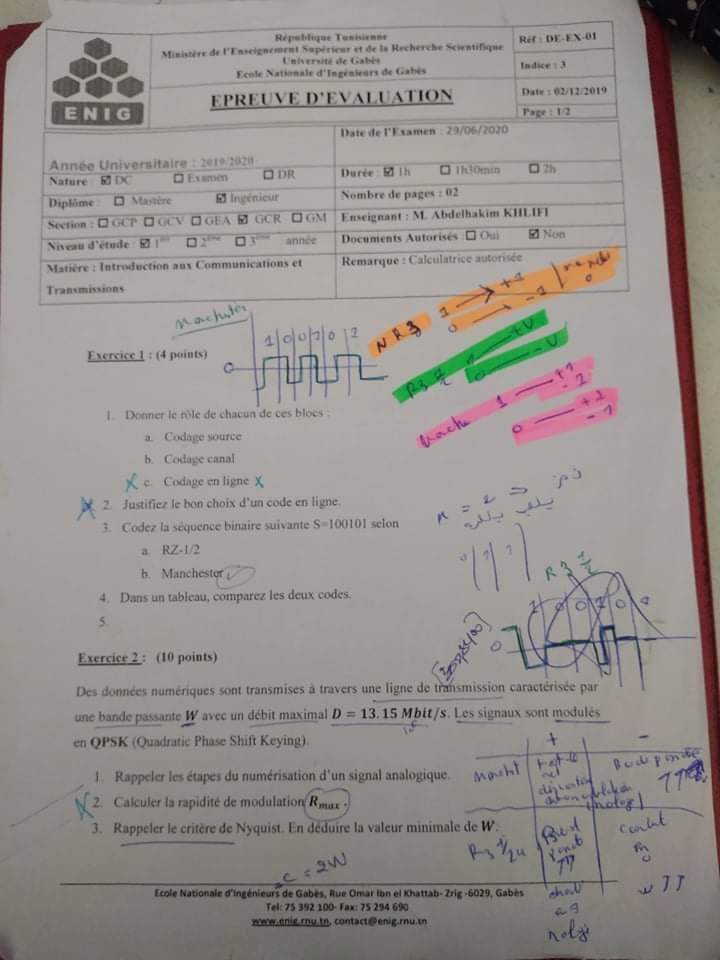 République Tunisienne
Ministère de l'Enseignement Supérieur et de la Recherche Scientifique
Université de Gabès
Ecole Nationale d'Ingénieurs de Gabès
ENIG
EPREUVE D'EVALUATION
Réf : DE-EX-01
Indice : 3
Date : 02/12/2019
Page : 1/2
Date de l'Examen : 29/06/2020
Année Universitaire : 2019/2020
Nature : ☑ DC ☐ Examen ☐ DR
Durée : ☑ 1h ☐ 1h30min ☐ 2h
Diplôme : ☐ Mastère ☑ Ingénieur
Nombre de pages : 02
Section : ☐ GCP ☐ GCV ☐ GEA ☑ GCR ☐ GM
Enseignant : M. Abdelhakim KHLIFI
Niveau d'étude : ☑ 1ère ☐ 2ème ☐ 3ème année
Documents Autorisés ☐ Oui ☑ Non
Matière : Introduction aux Communications et
Transmissions
Remarque : Calculatrice autorisée
NRZ 1 → +1
0 → -1
1 0 0 1 0 1
0
RZ 1/2 1 +V
0 -V
Exercice 1 : (4 points)
1 +1
-1
0 +1
-1
1. Donner le rôle de chacun de ces blocs :
a. Codage source
b. Codage canal
c. Codage en ligne
2. Justifiez le bon choix d'un code en ligne.
3. Codez la séquence binaire suivante S=100101 selon
a. RZ-1/2
b. Manchester
RZ 1/2
4. Dans un tableau, comparez les deux codes.
5.
Exercice 2 : (10 points)
Des données numériques sont transmises à travers une ligne de transmission caractérisée par
une bande passante W avec un débit maximal D = 13.15 Mbit/s. Les signaux sont modulés
en QPSK (Quadratic Phase Shift Keying).
+ -
1. Rappeler les étapes du numérisation d'un signal analogique.
2. Calculer la rapidité de modulation Rmax.
3. Rappeler le critère de Nyquist. En déduire la valeur minimale de W.
= 2W
Ecole Nationale d'Ingénieurs de Gabès, Rue Omar Ibn el Khattab- Zrig -6029, Gabès
Tel: 75 392 100- Fax: 75 294 690
www.enig.rnu.tn, contact@enig.rnu.tn